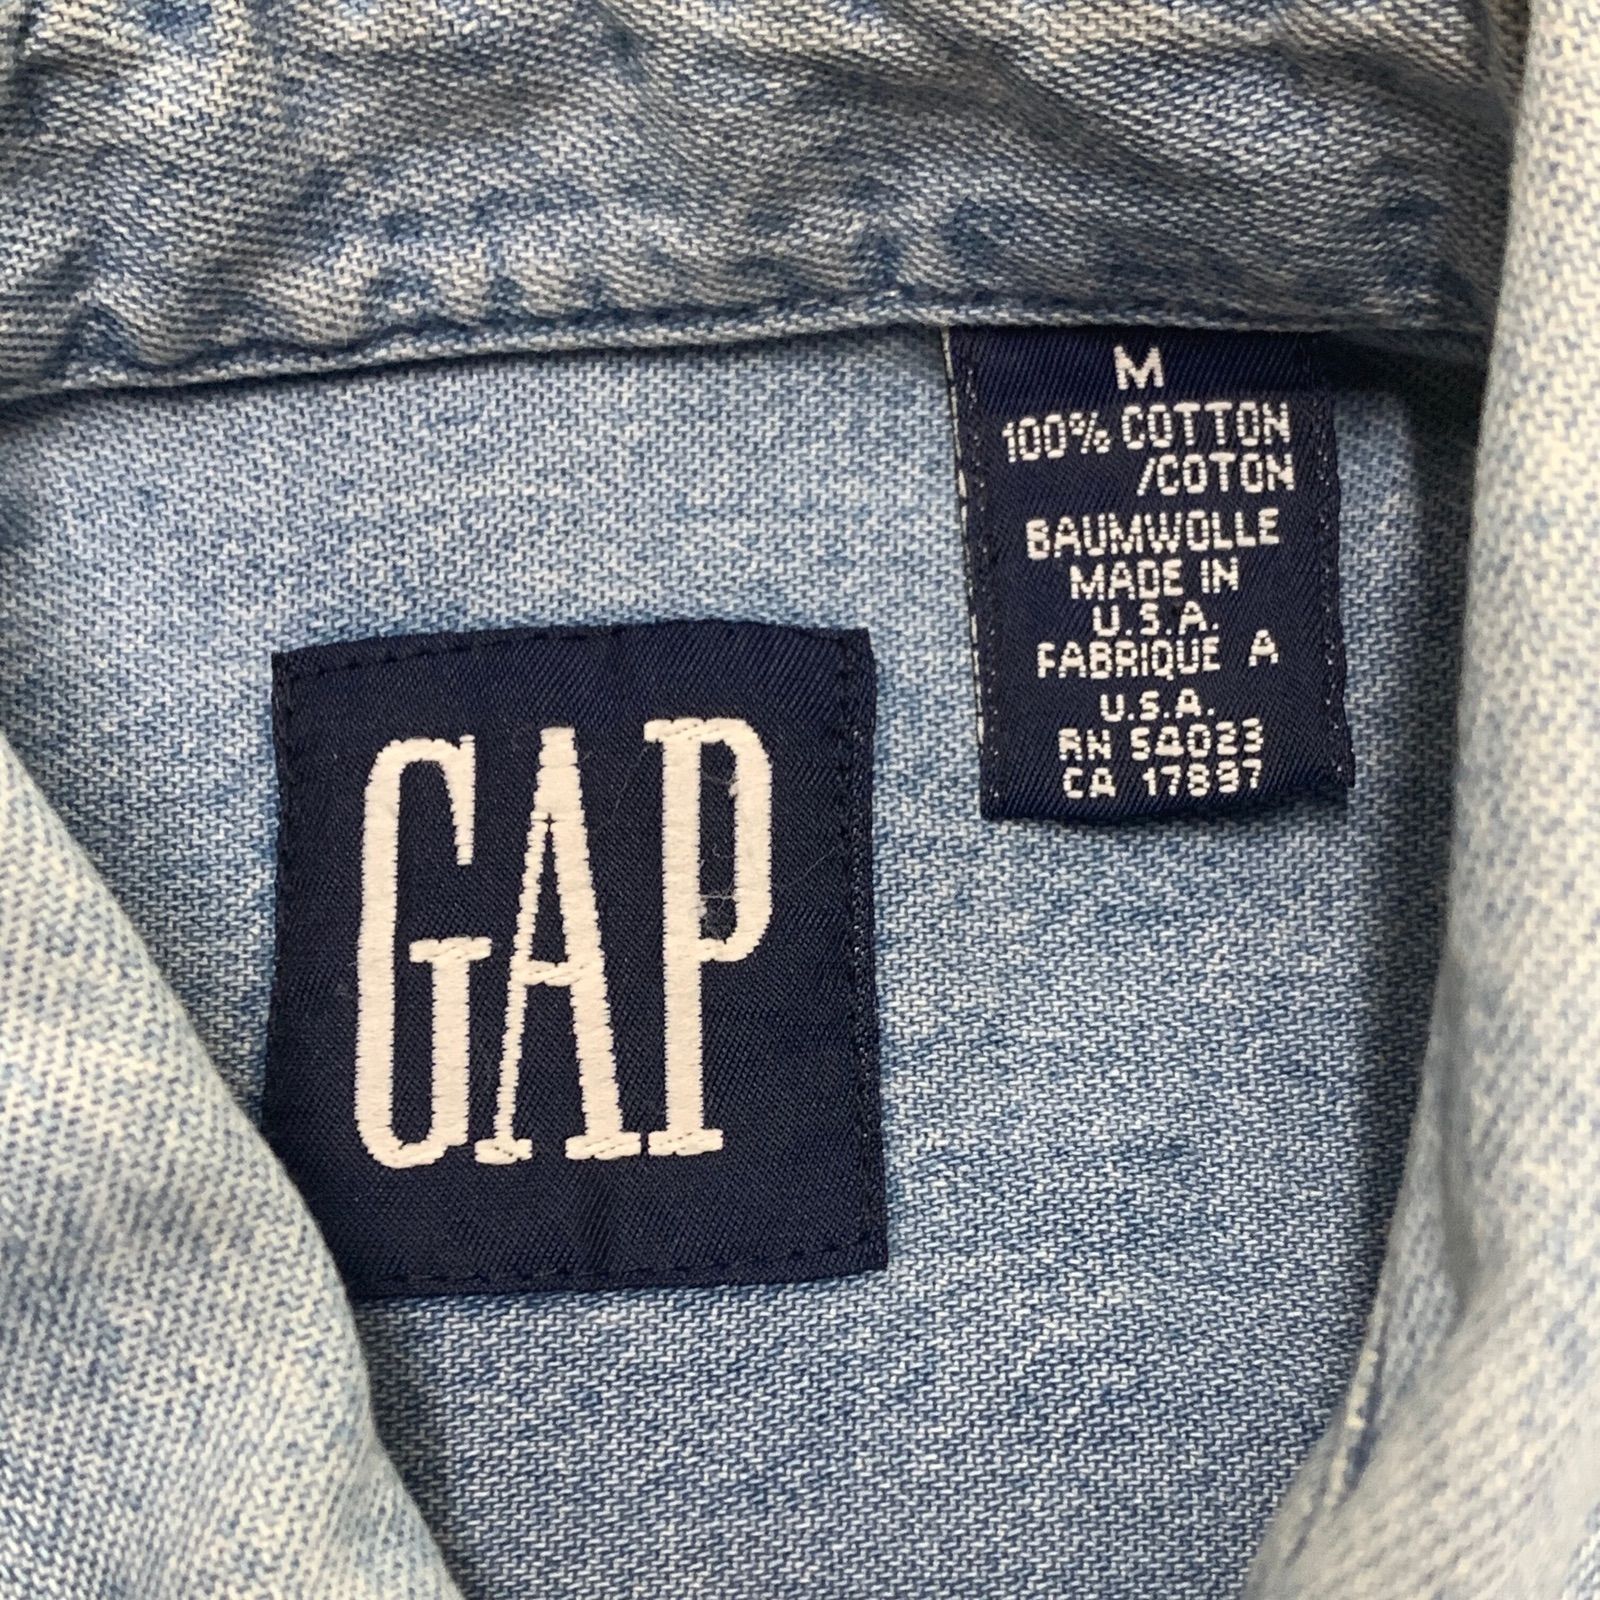 GAP
M
100% COTTON
/COTON
BAUMWOLLE
MADE IN
U.S.A.
FABRIQUE A
U.S.A.
RN 54023
CA 17897